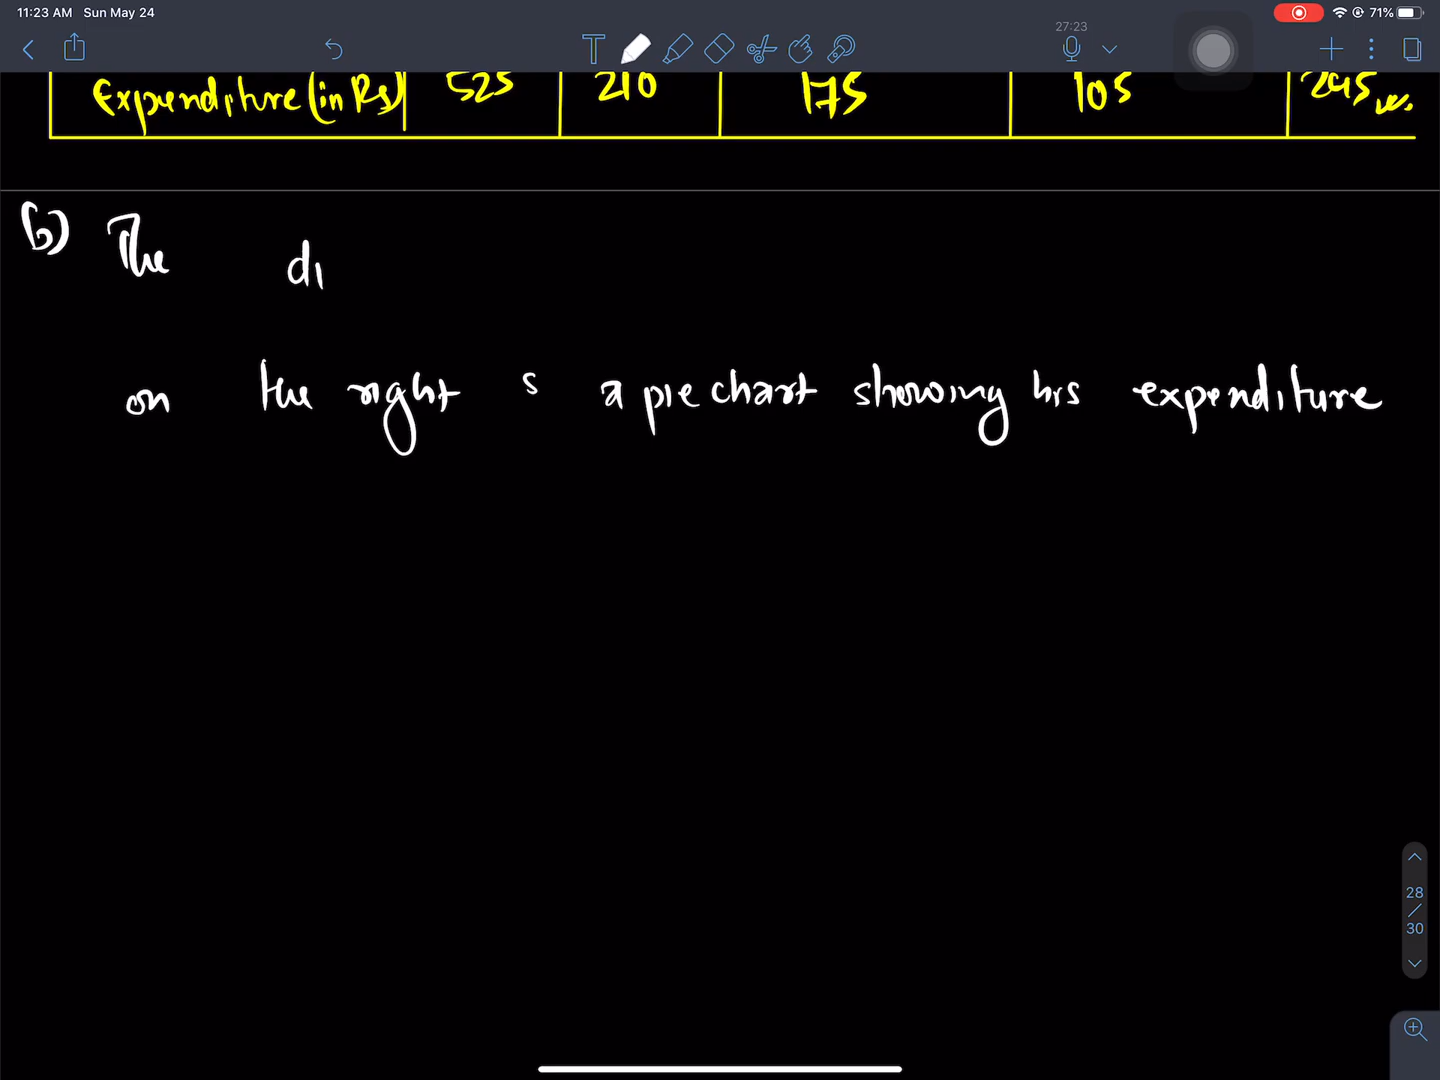 11:23 AM Sun May 24
71%
27:23
T
Expenditure (in Rs) 525 210 175 105 245
(b) The di
on the right s a pie chart showing his expenditure
28
30